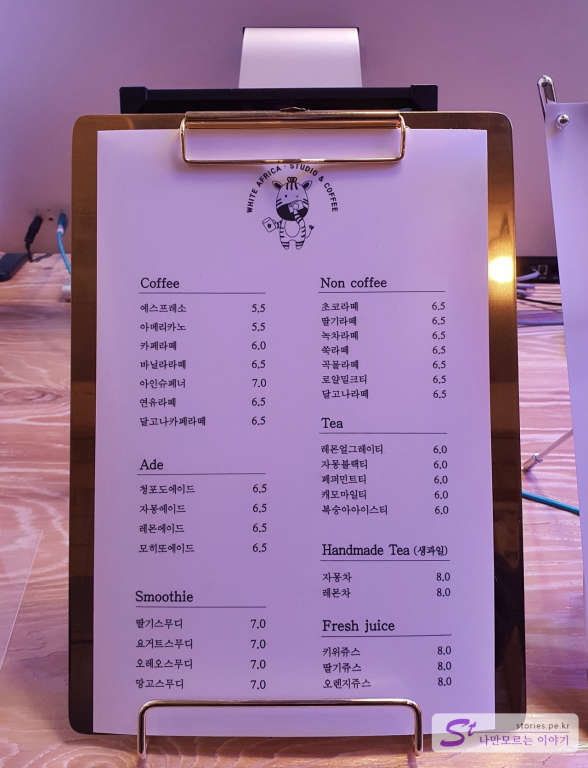 WHITE AFRICA · STUDIO & COFFEE
Coffee
에스프레소 5,5
아메리카노 5,5
카페라떼 6,0
바닐라라떼 6,5
아인슈페너 7,0
연유라떼 6,5
달고나카페라떼 6,5
Ade
청포도에이드 6,5
자몽에이드 6,5
레몬에이드 6,5
모히또에이드 6,5
Smoothie
딸기스무디 7,0
요거트스무디 7,0
오레오스무디 7,0
망고스무디 7,0
Non coffee
초코라떼 6,5
딸기라떼 6,5
녹차라떼 6,5
쑥라떼 6,5
곡물라떼 6,5
로얄밀크티 6,5
달고나라떼 6,5
Tea
레몬얼그레이티 6,0
자몽블랙티 6,0
페퍼민트티 6,0
캐모마일티 6,0
복숭아아이스티 6,0
Handmade Tea (생과일)
자몽차 8,0
레몬차 8,0
Fresh juice
키위쥬스 8,0
딸기쥬스 8,0
오렌지쥬스 8,0
St
stories.pe.kr
나만모르는 이야기